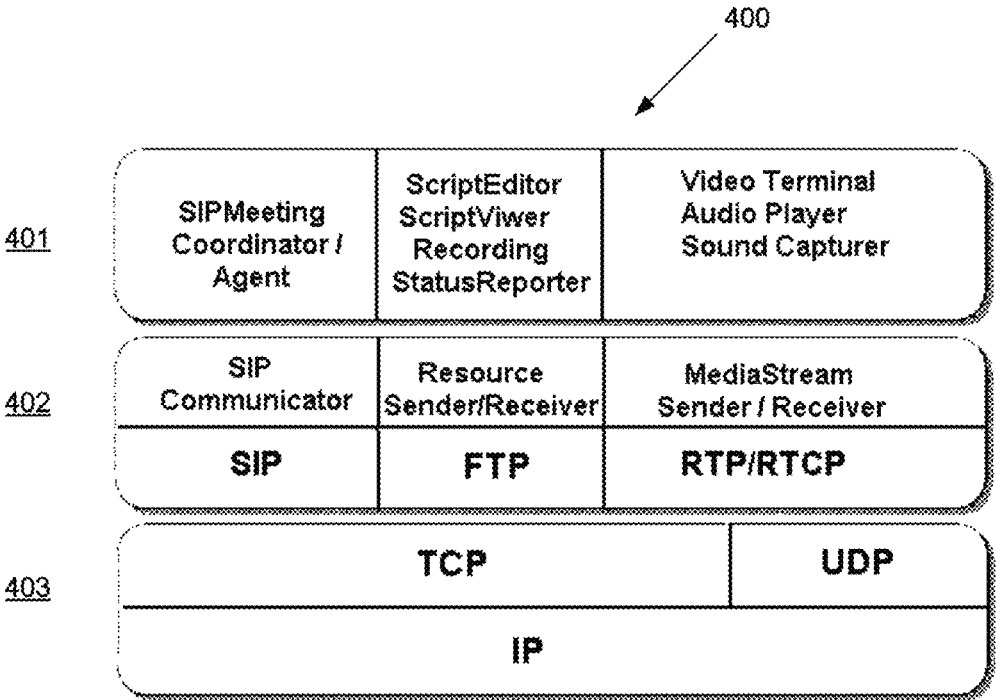 400
401
SIPMeeting
Coordinator /
Agent
ScriptEditor
ScriptViwer
Recording
StatusReporter
Video Terminal
Audio Player
Sound Capturer
402
SIP
Communicator
Resource
Sender/Receiver
MediaStream
Sender / Receiver
SIP
FTP
RTP/RTCP
403
TCP
UDP
IP